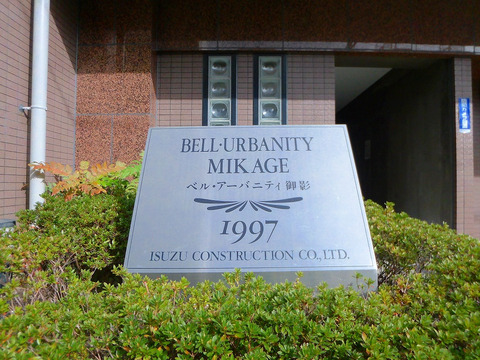 BELL·URBANITY
MIKAGE
ベル・アーバニティ御影
1997
ISUZU CONSTRUCTION CO., LTD.